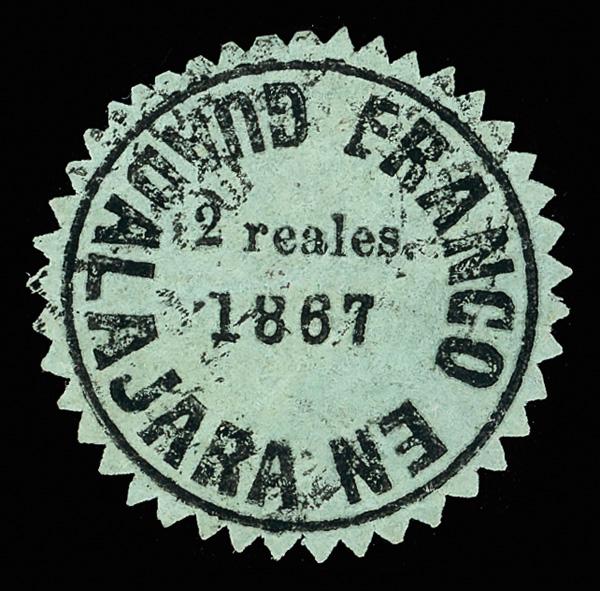 FRANCO EN GUADALAJARA
2 reales.
1867